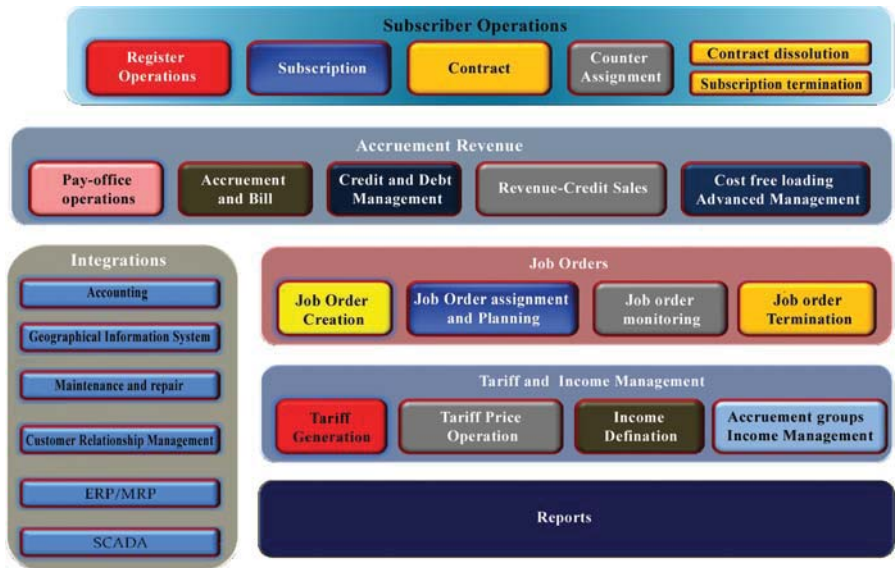 Subscriber Operations
Register
Operations
Subscription
Contract
Counter
Assignment
Contract dissolution
Subscription termination
Accruement Revenue
Pay-office
operations
Accruement
and Bill
Credit and Debt
Management
Revenue-Credit Sales
Cost free loading
Advanced Management
Integrations
Accounting
Geographical Information System
Maintenance and repair
Customer Relationship Management
ERP/MRP
SCADA
Job Orders
Job Order
Creation
Job Order assignment
and Planning
Job order
monitoring
Job order
Termination
Tariff and Income Management
Tariff
Generation
Tariff Price
Operation
Income
Defination
Accruement groups
Income Management
Reports